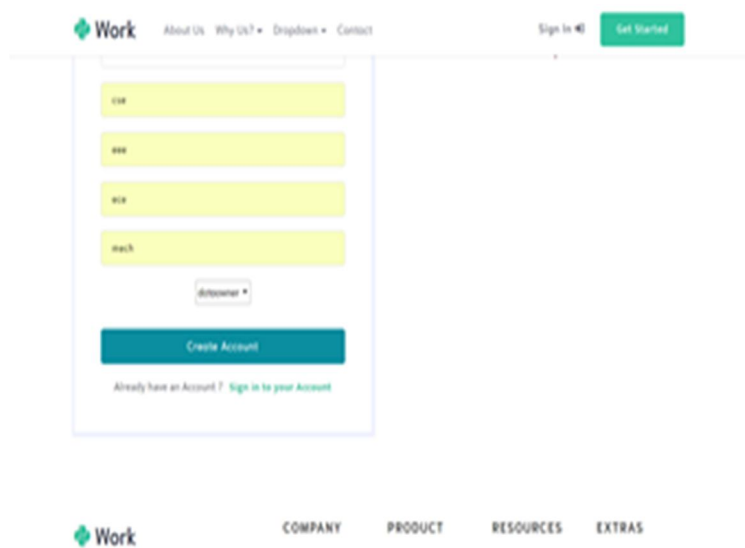 Work About Us Why Us? Dropdown Contact Sign In Get Started
cse
eee
ece
mech
dataowner
Create Account
Already have an Account ? Sign in to your Account
Work COMPANY PRODUCT RESOURCES EXTRAS